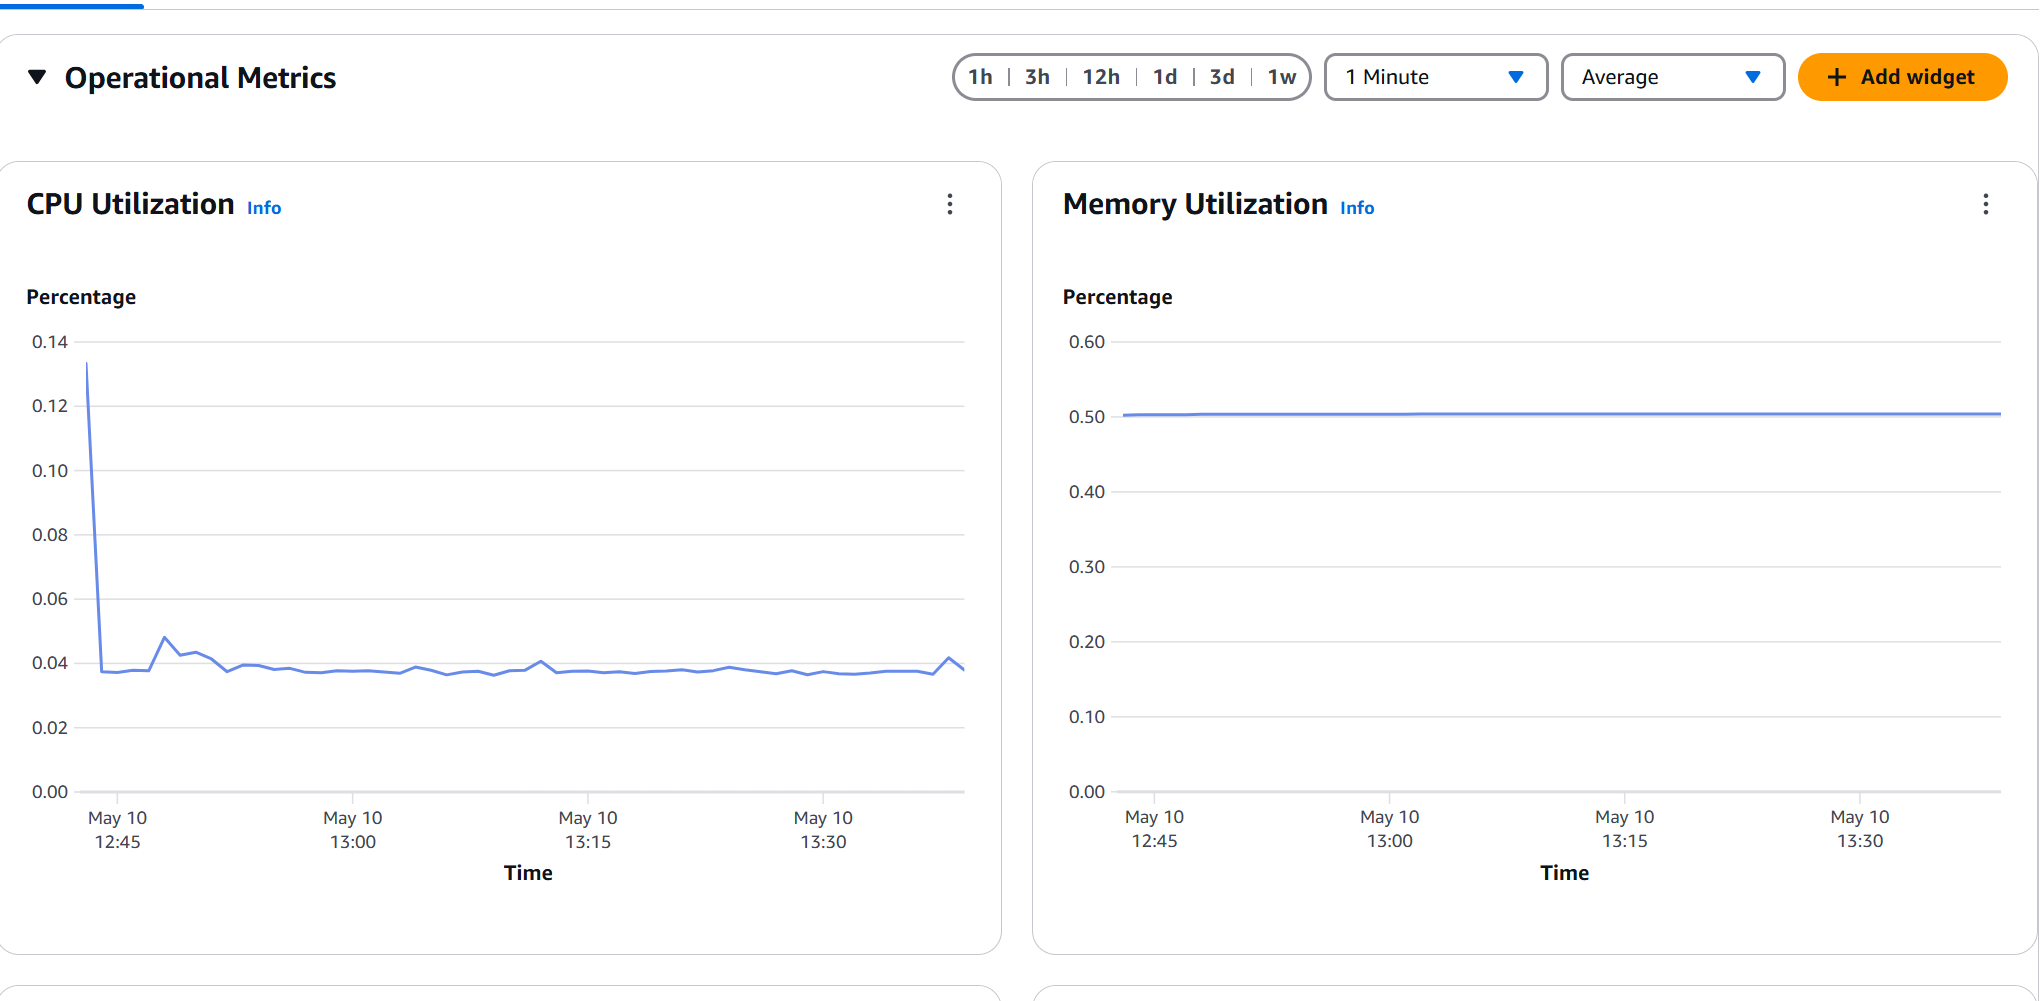 Operational Metrics
1h 3h 12h 1d 3d 1w
1 Minute
Average
+ Add widget
CPU Utilization Info
Percentage
0.14
0.12
0.10
0.08
0.06
0.04
0.02
0.00
May 10 12:45
May 10 13:00
May 10 13:15
May 10 13:30
Time
Memory Utilization Info
Percentage
0.60
0.50
0.40
0.30
0.20
0.10
0.00
May 10 12:45
May 10 13:00
May 10 13:15
May 10 13:30
Time